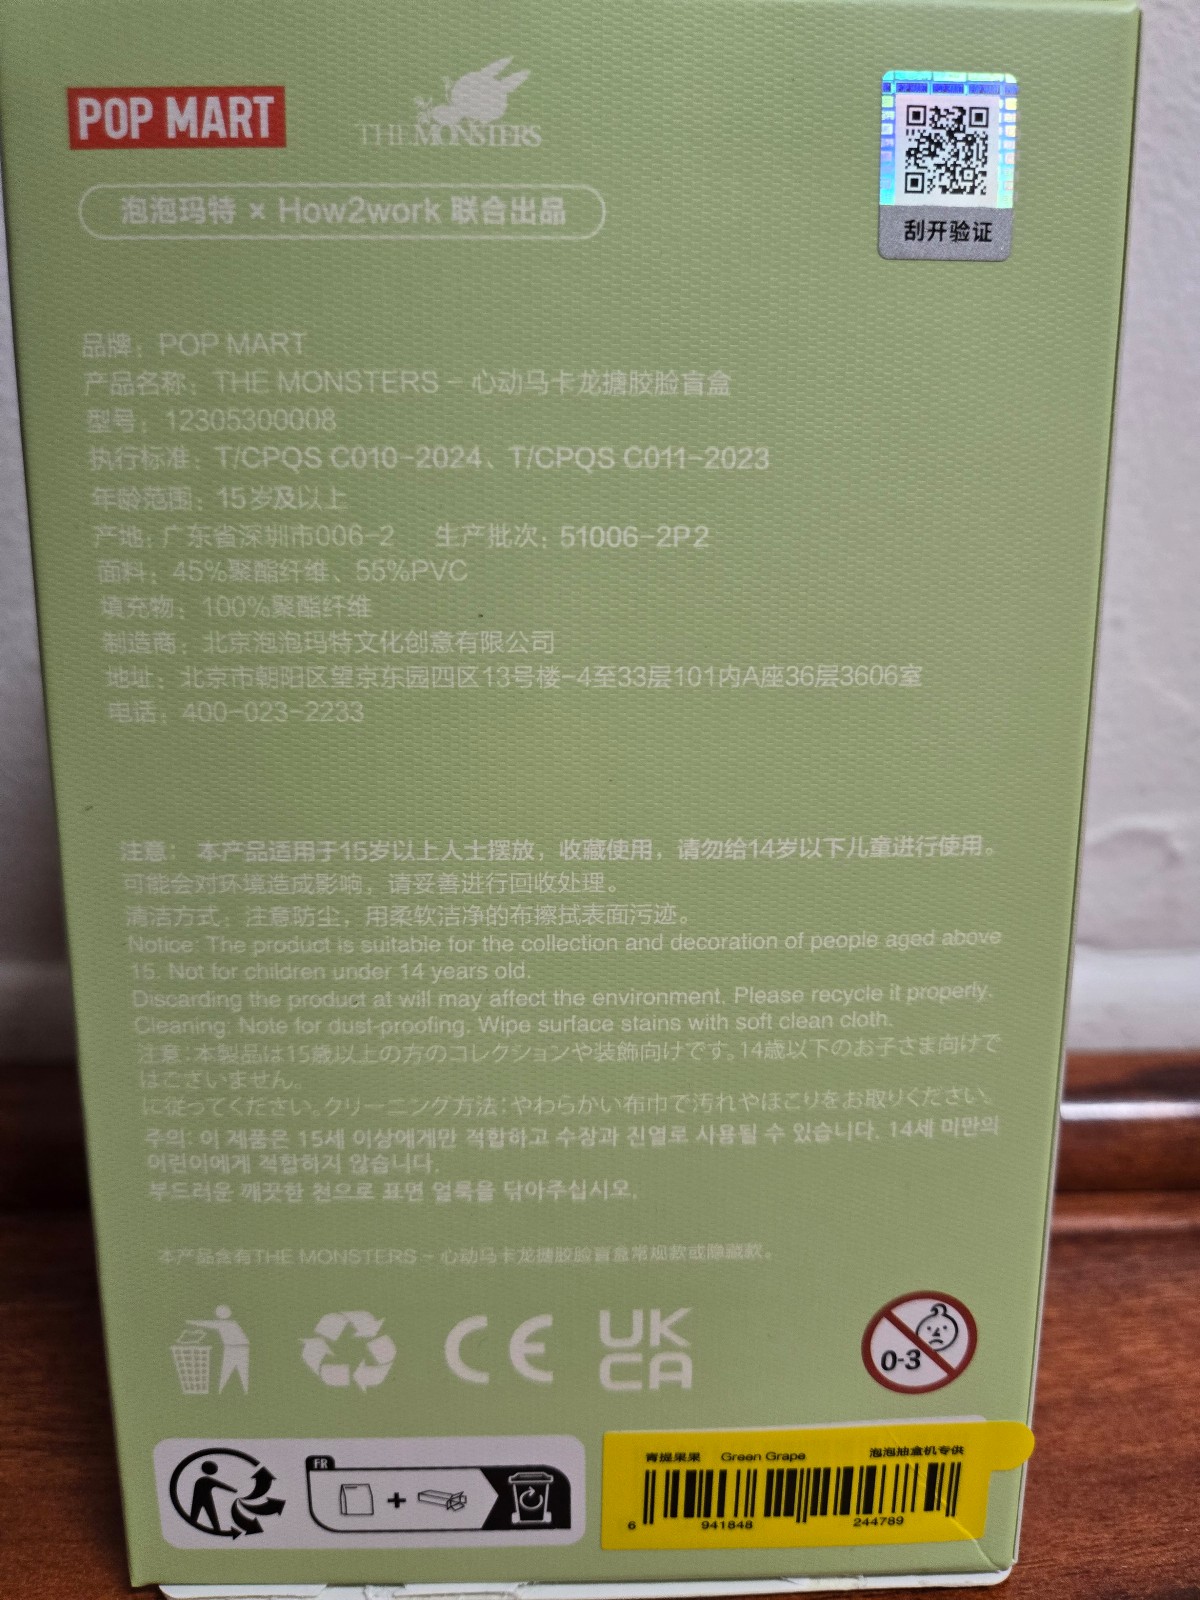 POP MART
THE MONSTERS
泡泡玛特 × How2work 联合出品
刮开验证
品牌：POP MART
产品名称：THE MONSTERS – 心动马卡龙搪胶脸盲盒
型号：12305300008
执行标准：T/CPQS C010-2024、T/CPQS C011-2023
年龄范围：15岁及以上
产地：广东省深圳市006-2 生产批次：51006-2P2
面料：45%聚酯纤维、55%PVC
填充物：100%聚酯纤维
制造商：北京泡泡玛特文化创意有限公司
地址：北京市朝阳区望京东园四区13号楼-4至33层101内A座36层3606室
电话：400-023-2233
注意：本产品适用于15岁以上人士摆放，收藏使用，请勿给14岁以下儿童进行使用。
可能会对环境造成影响，请妥善进行回收处理。
清洁方式：注意防尘，用柔软洁净的布擦拭表面污迹。
Notice: The product is suitable for the collection and decoration of people aged above
15. Not for children under 14 years old.
Discarding the product at will may affect the environment. Please recycle it properly.
Cleaning: Note for dust-proofing. Wipe surface stains with soft clean cloth.
注意：本製品は15歳以上の方のコレクションや装飾向けです。14歳以下のお子さま向けで
はございません。
に従ってください。クリーニング方法：やわらかい布巾で汚れやほこりをお取りください、
주의: 이 제품은 15세 이상에게만 적합하고 수장과 진열로 사용될 수 있습니다. 14세 미만의
어린이에게 적합하지 않습니다.
부드러운 깨끗한 천으로 표면 얼룩을 닦아주십시오.
本产品含有THE MONSTERS – 心动马卡龙搪胶脸盲盒常规款或隐藏款。
CE
UK
CA
0-3
FR
+
青提果果 Green Grape 泡泡抽盒机专供
6 941848 244789